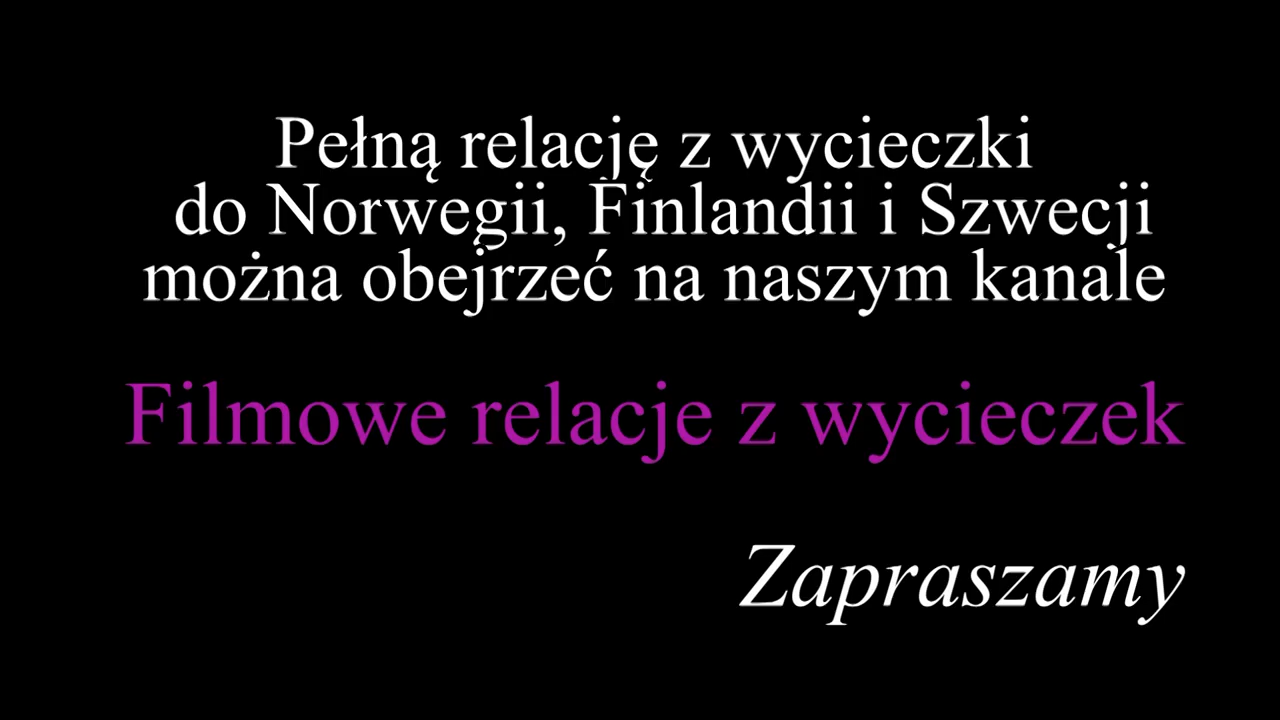 Pełną relację z wycieczki
do Norwegii, Finlandii i Szwecji
można obejrzeć na naszym kanale
Filmowe relacje z wycieczek
Zapraszamy